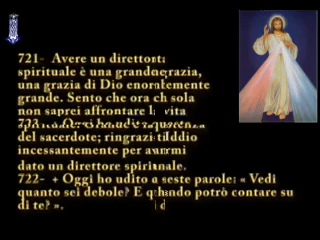 721- Avere un direttore
spirituale è una grande grazia,
una grazia di Dio enormemente
grande. Sento che ora sola
non saprei affrontare la vita
del sacerdote; ringrazio Iddio
incessantemente per avermi
dato un direttore spirituale.
722- + Oggi ho udito queste parole: « Vedi
quanto sei debole? E quando potrò contare su
di te? ».